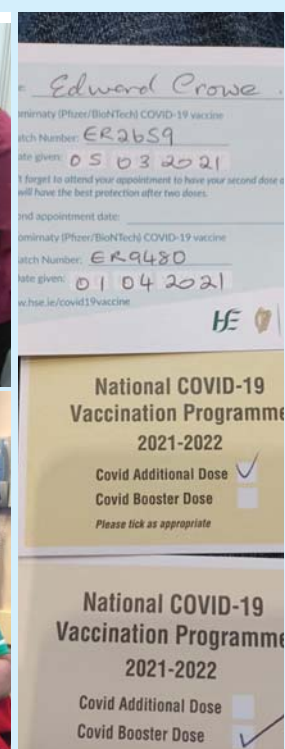 Edward Crowe
(Pfizer/BioNTech) COVID-19 vaccine
Batch Number: ER2659
ate given: 05 03 2021
t forget to attend your appointment to have your second dose
will have the best protection after two doses.
nd appointment date:
omirnaty (Pfizer/BioNTech) COVID-19 vaccine
atch Number: ER9480
ate given: 01 04 2021
w.hse.ie/covid19vaccine
HE
National COVID-19
Vaccination Programme
2021-2022
Covid Additional Dose
Covid Booster Dose
Please tick as appropriate
National COVID-19
Vaccination Programme
2021-2022
Covid Additional Dose
Covid Booster Dose